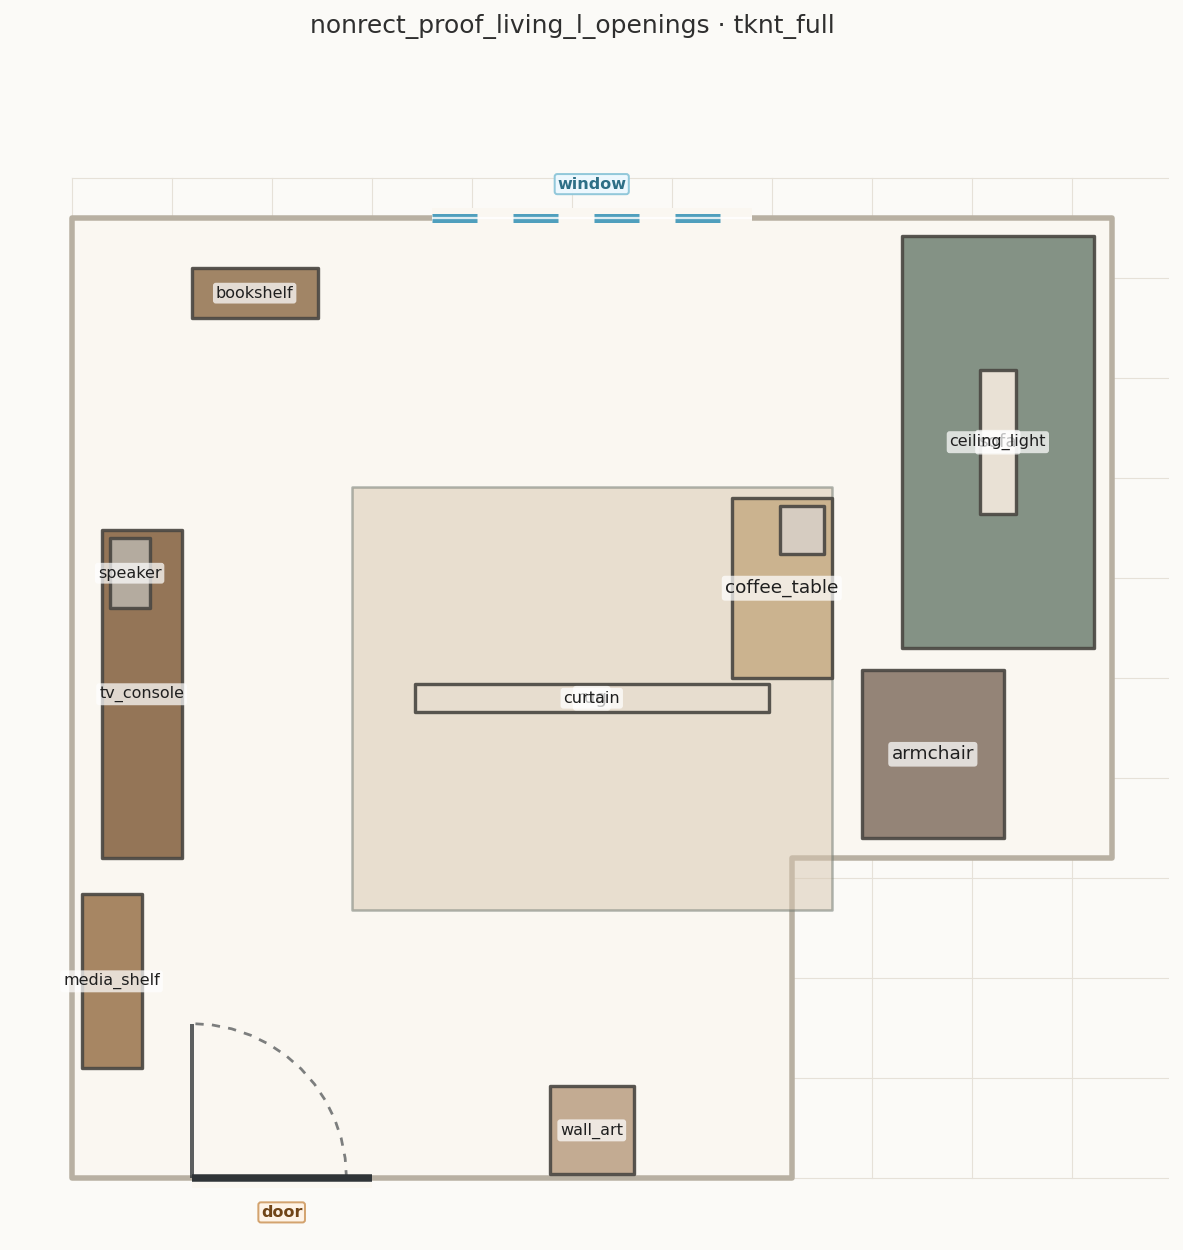 nonrect_proof_living_l_openings · tknt_full
window
bookshelf
ceiling_light
speaker
coffee_table
tv_console
curtain
armchair
media_shelf
wall_art
door